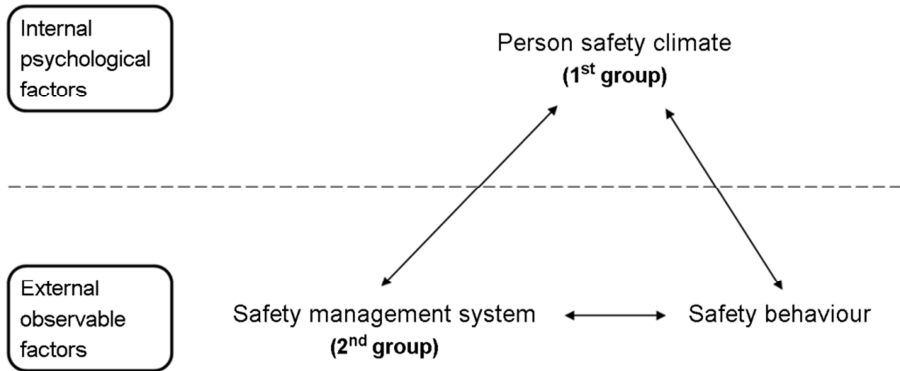 Internal
psychological
factors
Person safety climate
(1st group)
External
observable
factors
Safety management system
(2nd group)
Safety behaviour